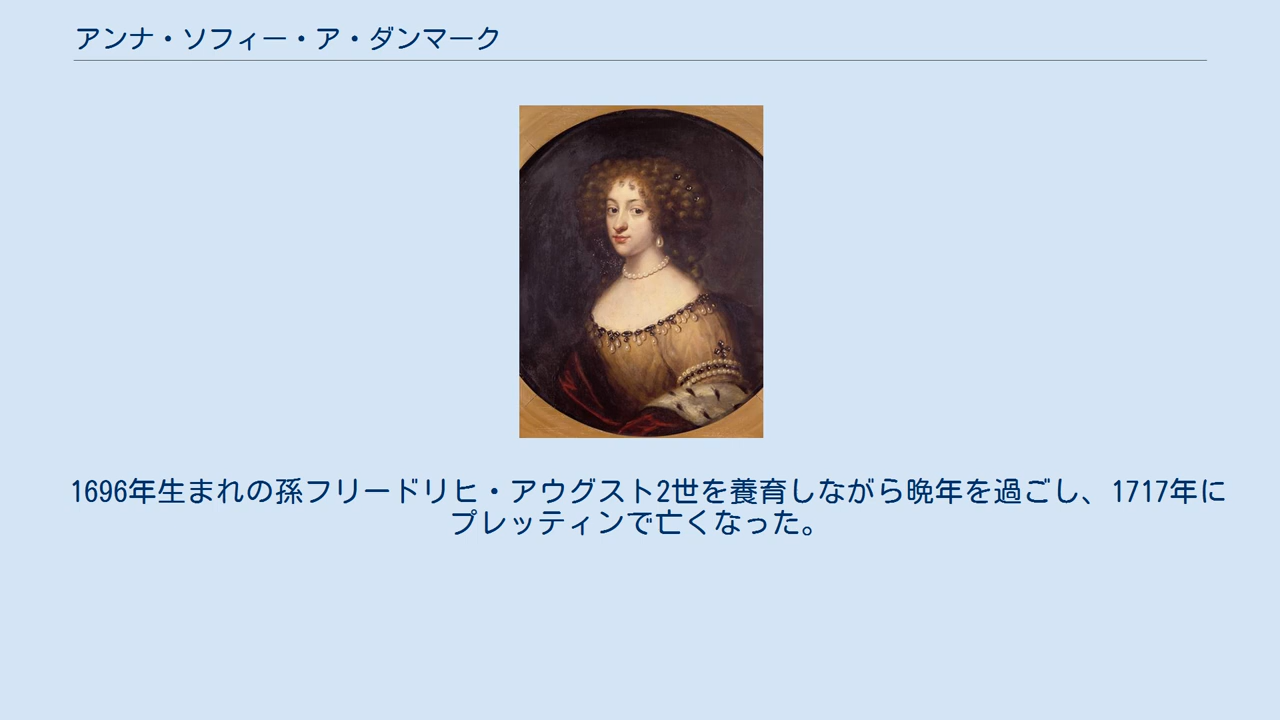 アンナ・ソフィー・ア・ダンマーク
1696年生まれの孫フリードリヒ・アウグスト2世を養育しながら晩年を過ごし、1717年に
プレッティンで亡くなった。